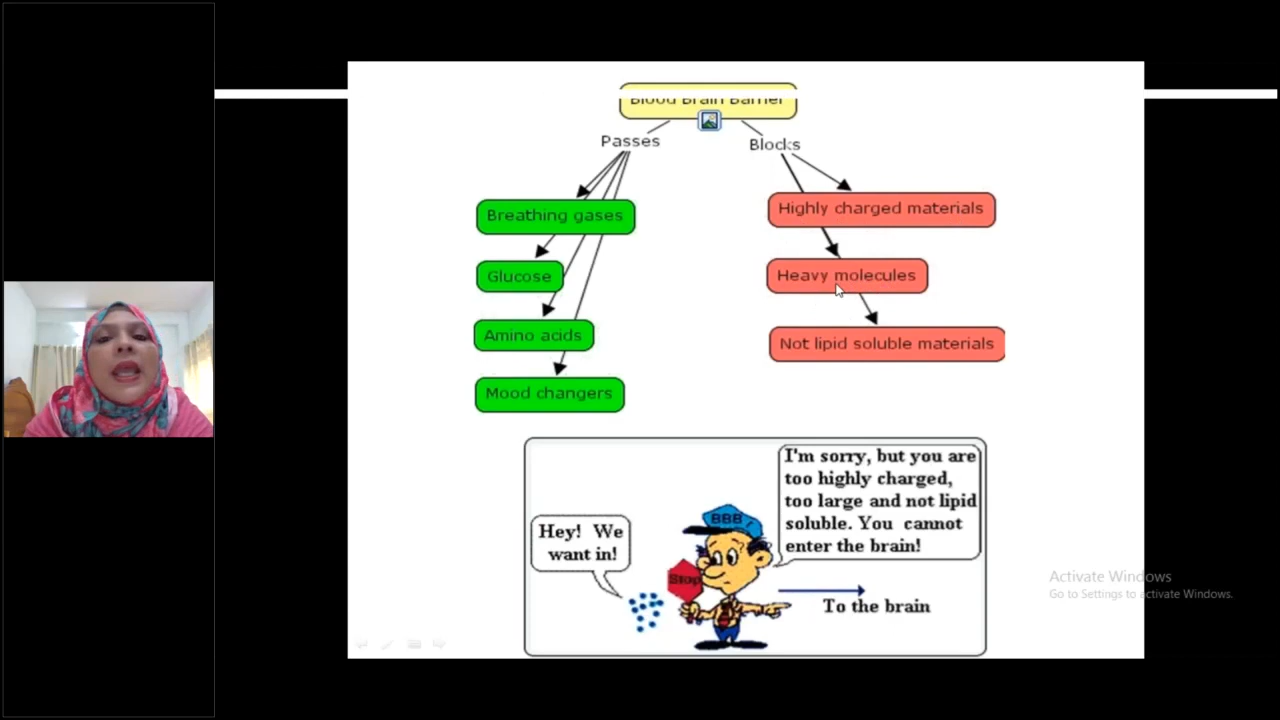 Blood Brain Barrier
Passes
Blocks
Breathing gases
Highly charged materials
Glucose
Heavy molecules
Amino acids
Not lipid soluble materials
Mood changers
I'm sorry, but you are
too highly charged,
too large and not lipid
soluble. You cannot
enter the brain!
Hey! We
want in!
BBB
Stop
To the brain
Activate Windows
Go to Settings to activate Windows.